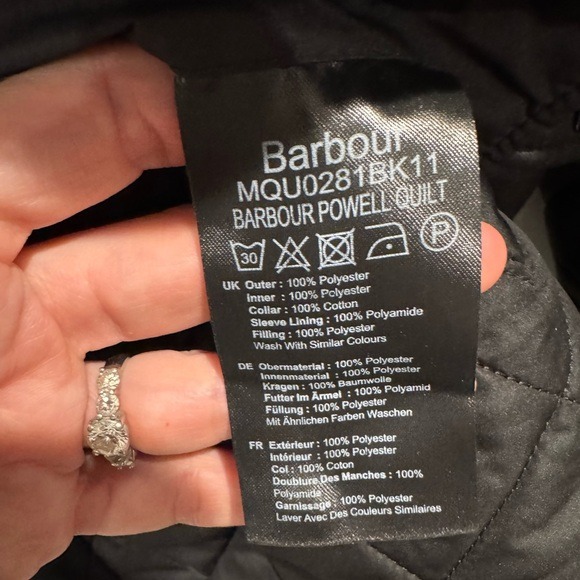 Barbour
MQU0281BK11
BARBOUR POWELL QUILT
30 P
UK Outer : 100% Polyester
Inner : 100% Polyester
Collar : 100% Cotton
Sleeve Lining : 100% Polyamide
Filling : 100% Polyester
Wash With Similar Colours
DE Obermaterial : 100% Polyester
Innenmaterial : 100% Polyester
Kragen : 100% Baumwolle
Futter Im Ärmel : 100% Polyamid
Füllung : 100% Polyester
Mit Ähnlichen Farben Waschen
FR Extérieur : 100% Polyester
Intérieur : 100% Polyester
Col : 100% Coton
Doublure Des Manches : 100%
Polyamide
Garnissage : 100% Polyester
Laver Avec Des Couleurs Similaires